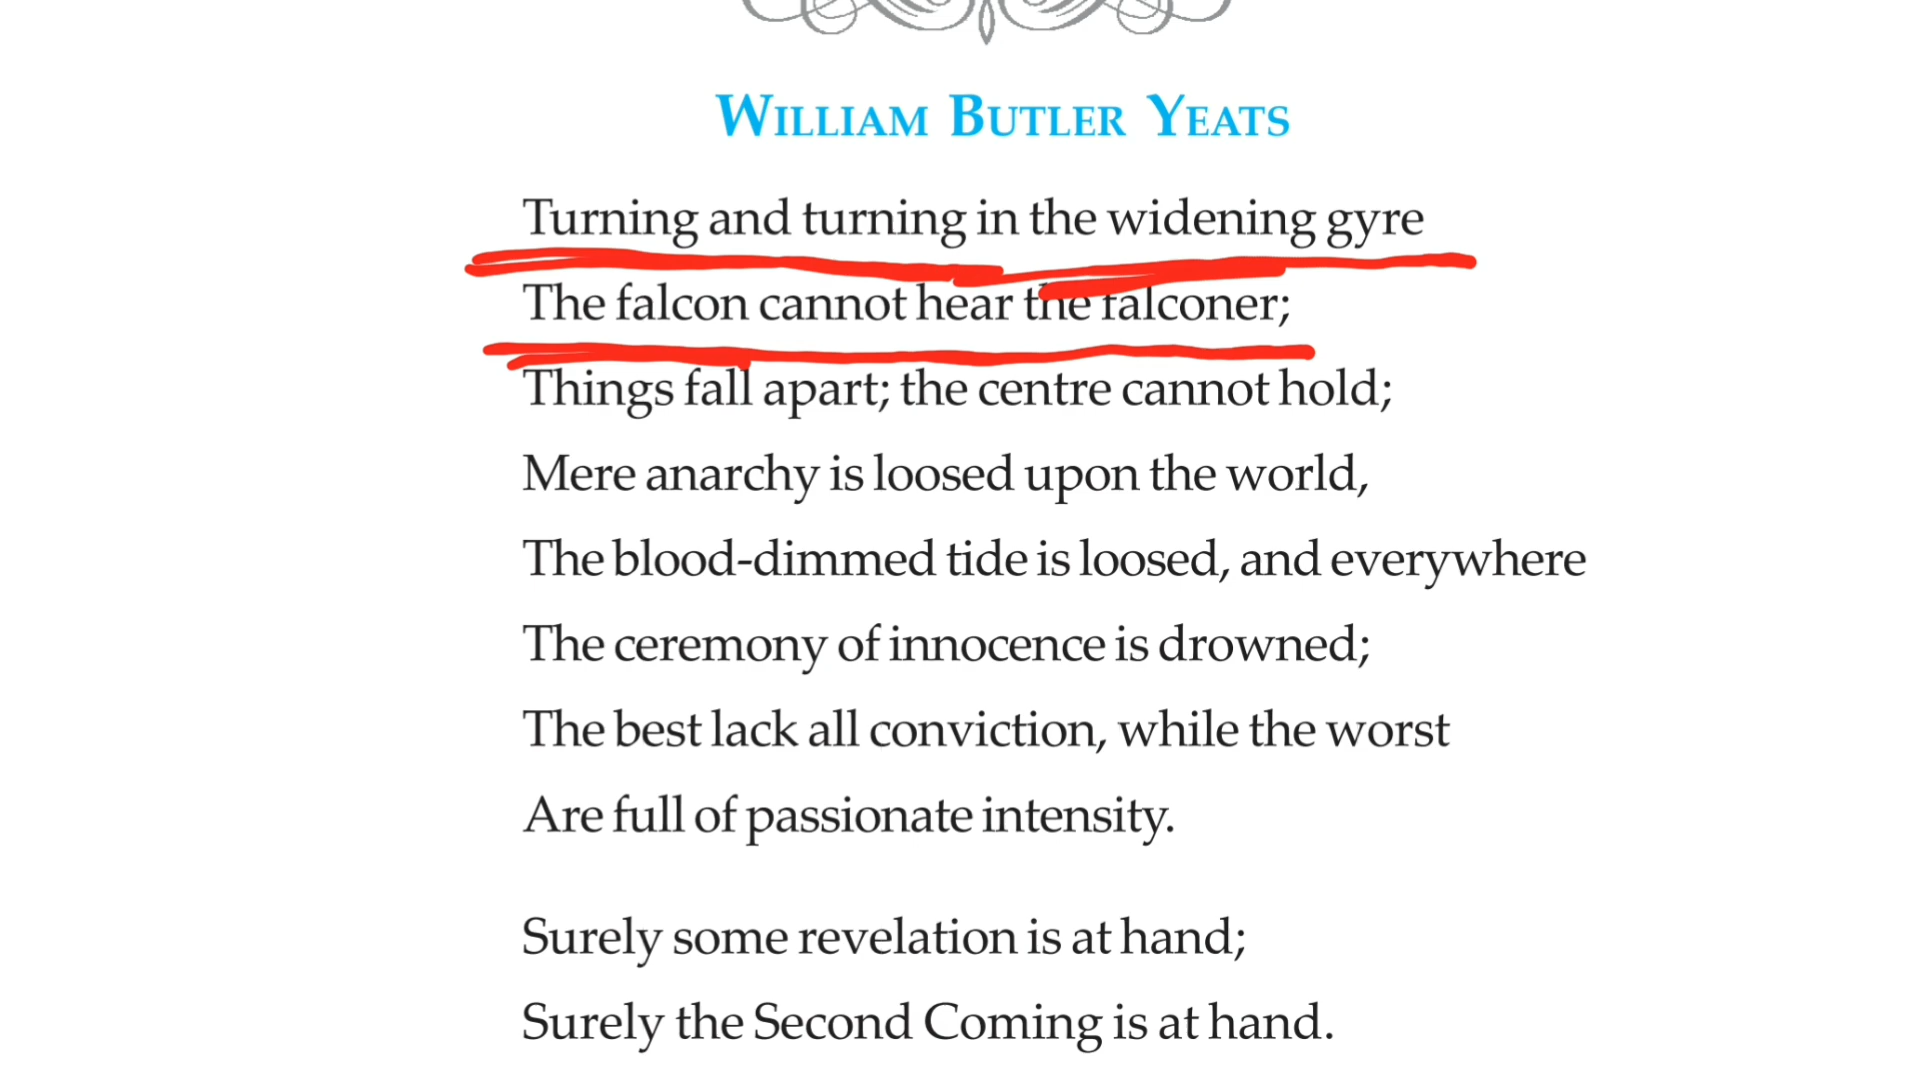 WILLIAM BUTLER YEATS
Turning and turning in the widening gyre
The falcon cannot hear the falconer;
Things fall apart; the centre cannot hold;
Mere anarchy is loosed upon the world,
The blood-dimmed tide is loosed, and everywhere
The ceremony of innocence is drowned;
The best lack all conviction, while the worst
Are full of passionate intensity.
Surely some revelation is at hand;
Surely the Second Coming is at hand.